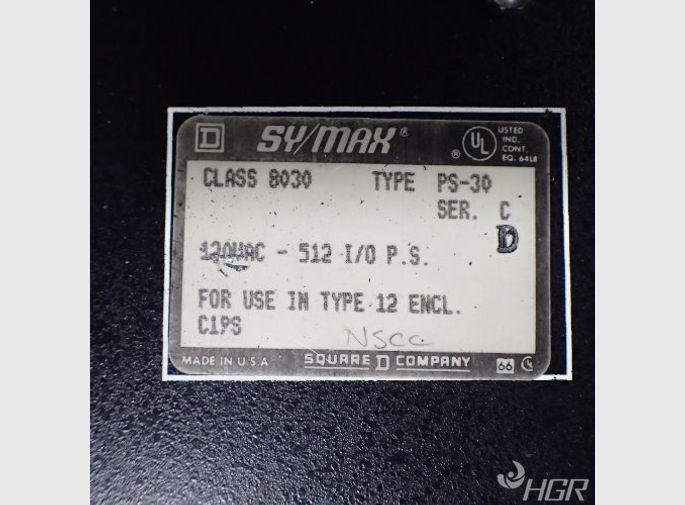 D SY/MAX®
® UL LISTED
IND.
CONT.
EQ. 64L8
CLASS 8030 TYPE PS-30
SER. C
D
120VAC - 512 I/O P.S.
FOR USE IN TYPE 12 ENCL.
C1PS
NSCC
MADE IN U.S.A SQUARE D COMPANY 66
HGR